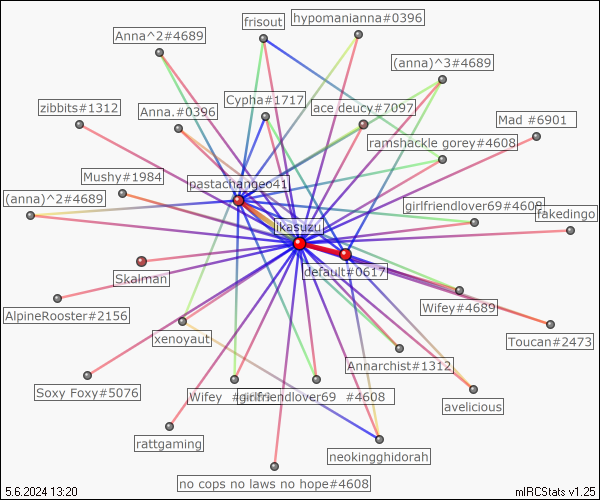 hypomanianna#0396
frisout
Anna^2#4689
(anna)^3#4689
Cypha#1717
zibbits#1312
Anna.#0396
ace deucy#7097
Mad #6901
ramshackle gorey#4608
Mushy#1984
pastachangeo41
(anna)^2#4689
girlfriendlover69#4608
fakedingo
ikasuzu
default#0617
Skaiman
Wifey#4689
AlpineRooster#2156
xenoyaut
Toucan#2473
Annarchist#1312
Soxy Foxy#5076
Wifey
girlfriendlover69 #4608
avelicious
rattgaming
neokingghidorah
no cops no laws no hope#4608
5.6.2024 13:20
mIRCStats v1.25